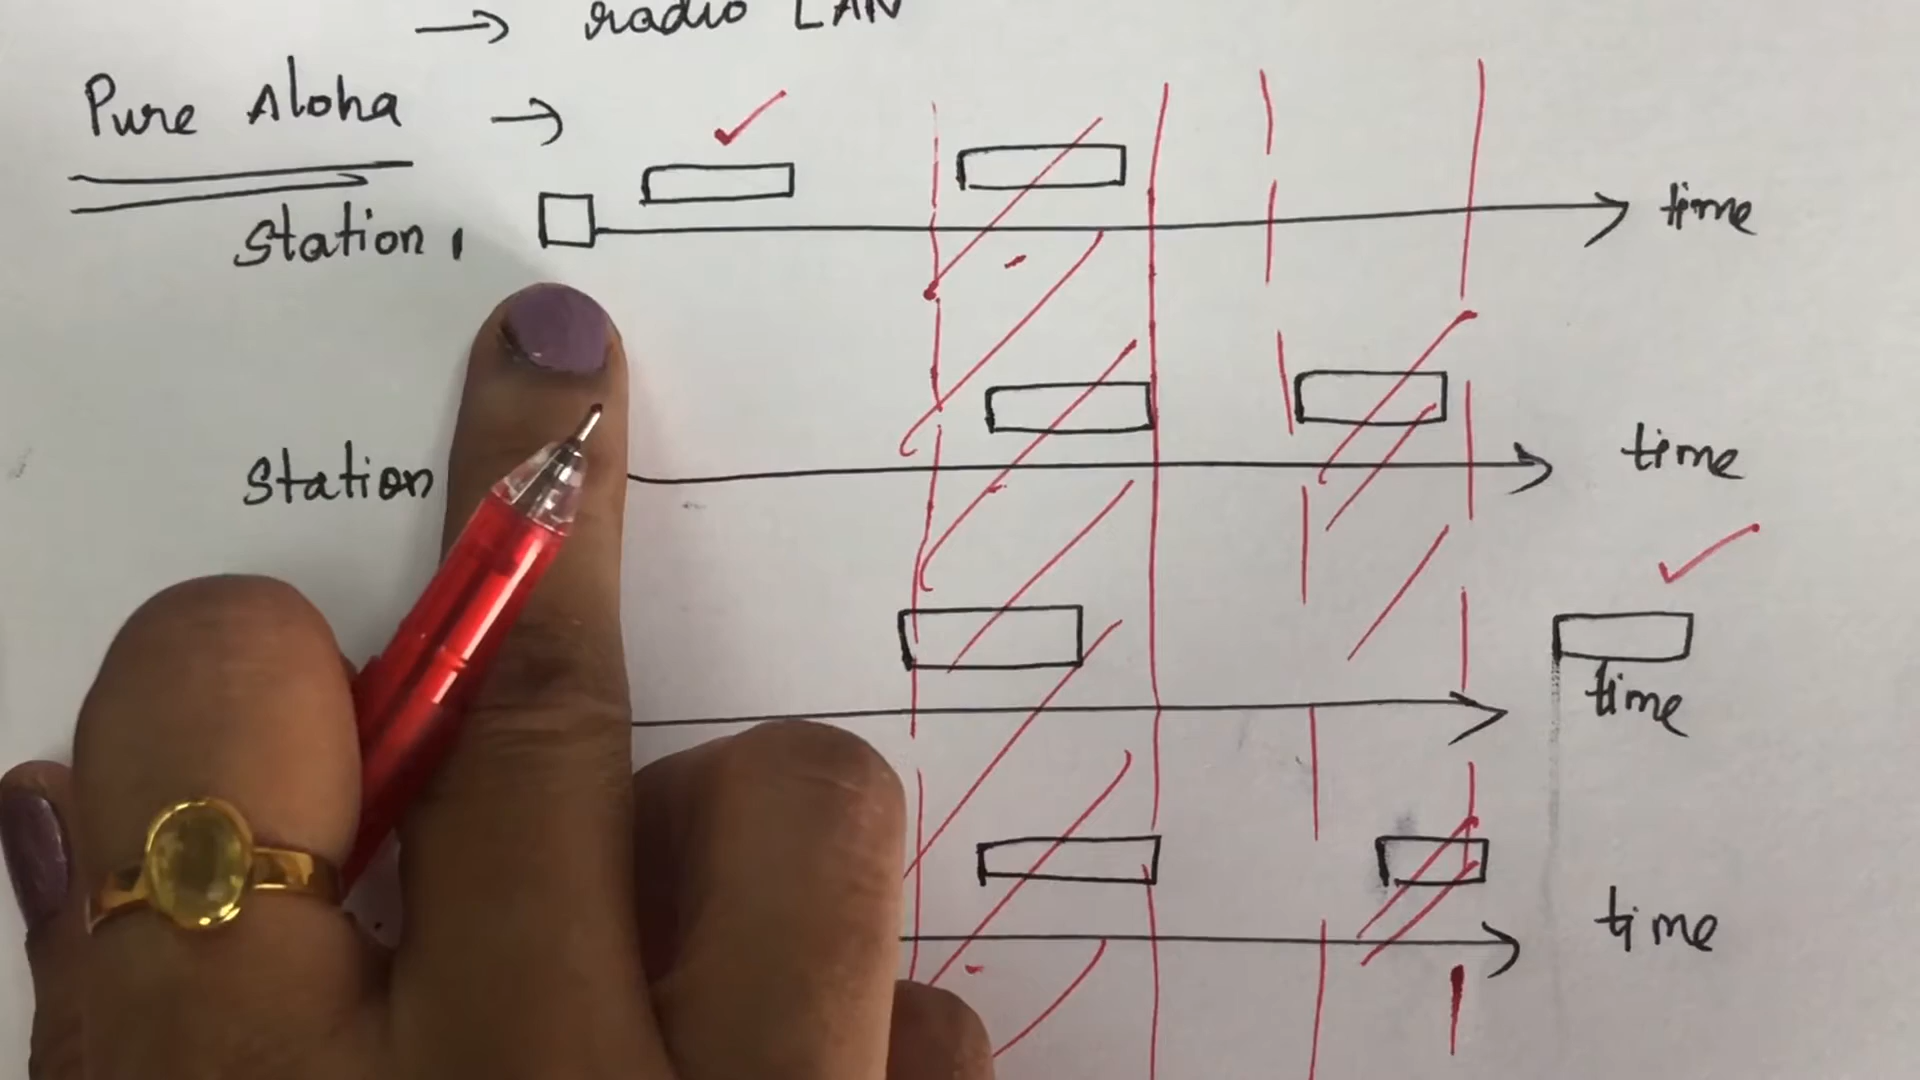 → radio LAN
Pure Aloha →
Station 1 time
Station time
time
time